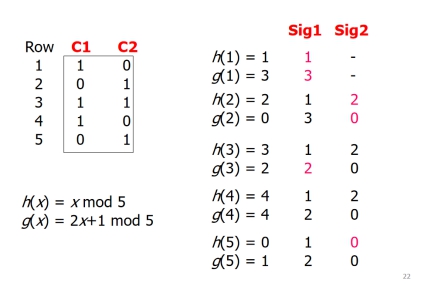 Sig1 Sig2
Row C1 C2
1 1 0
2 0 1
3 1 1
4 1 0
5 0 1
h(x) = x mod 5
g(x) = 2x+1 mod 5
h(1) = 1 1 -
g(1) = 3 3 -
h(2) = 2 1 2
g(2) = 0 3 0
h(3) = 3 1 2
g(3) = 2 2 0
h(4) = 4 1 2
g(4) = 4 2 0
h(5) = 0 1 0
g(5) = 1 2 0
22